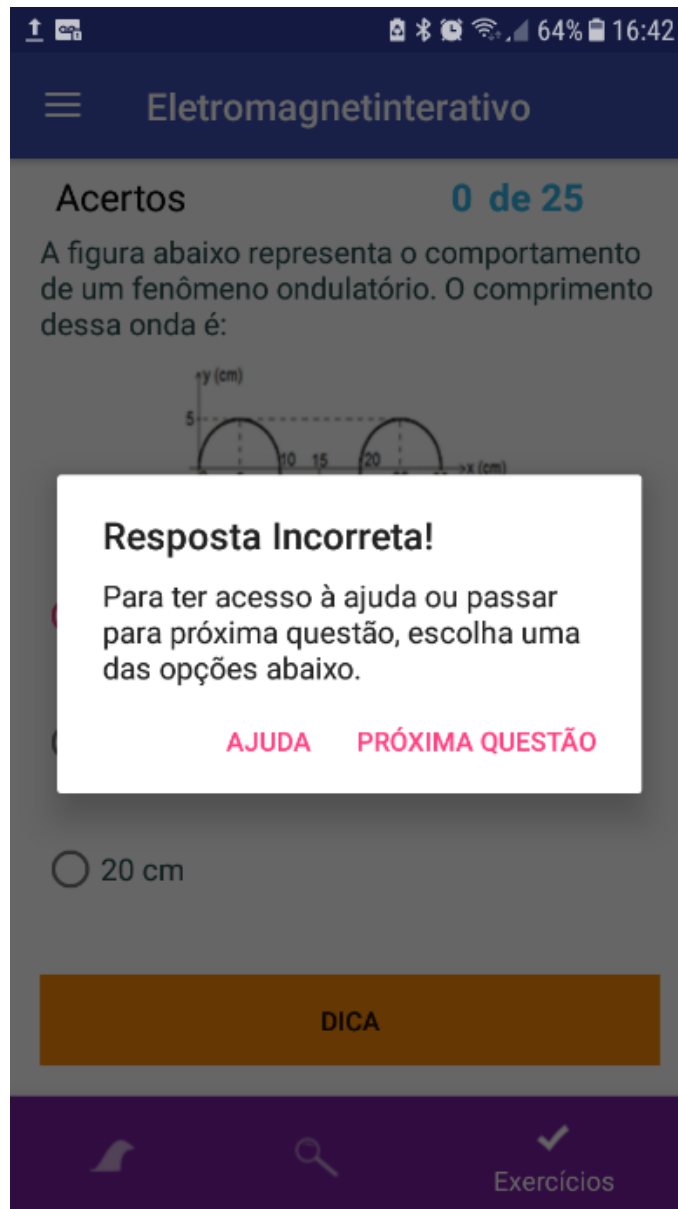 64% 16:42
Eletromagnetinterativo
Acertos 0 de 25
A figura abaixo representa o comportamento
de um fenômeno ondulatório. O comprimento
dessa onda é:
y (cm)
5
10 15 20
x (cm)
Resposta Incorreta!
Para ter acesso à ajuda ou passar
para próxima questão, escolha uma
das opções abaixo.
AJUDA PRÓXIMA QUESTÃO
20 cm
DICA
Exercícios